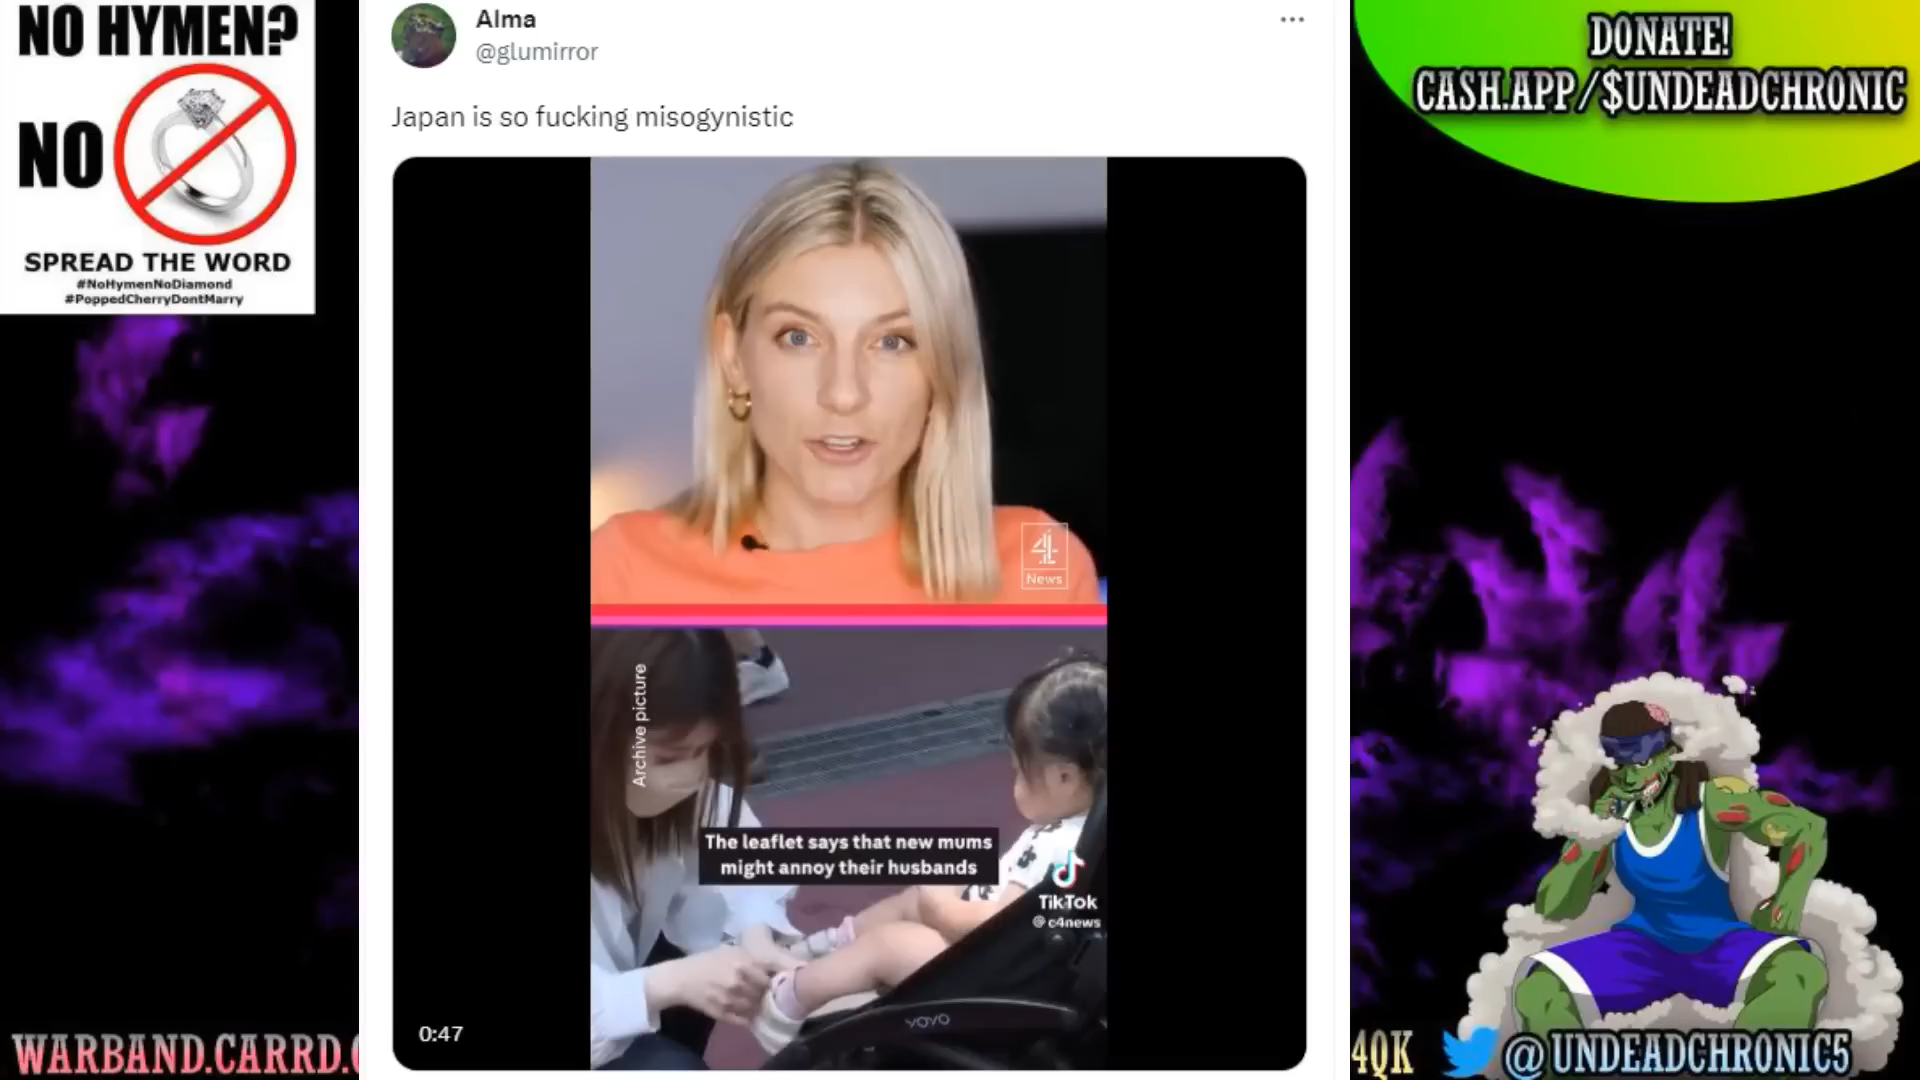 NO HYMEN?
NO
SPREAD THE WORD
#NoHymenNoDiamond
#PoppedCherryDontMarry
WARBAND.CARRD.
Alma
@glumirror
Japan is so fucking misogynistic
4
News
Archive picture
The leaflet says that new mums
might annoy their husbands
TikTok
@c4news
YOYO
0:47
DONATE!
CASH.APP/$UNDEADCHRONIC
4QK
@UNDEADCHRONIC5